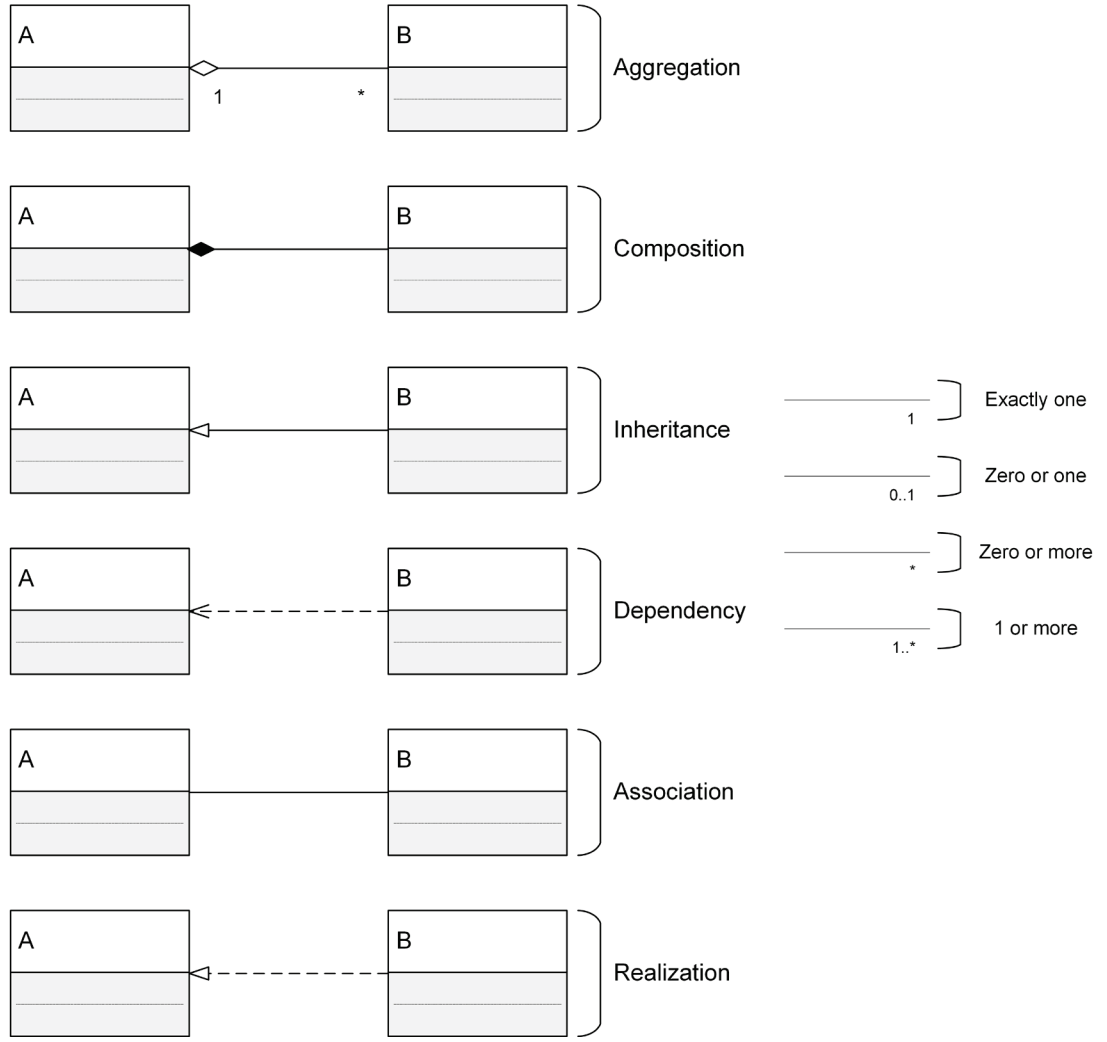 A
B
Aggregation
1
*
A
B
Composition
A
B
Inheritance
A
B
Dependency
A
B
Association
A
B
Realization
Exactly one
1
Zero or one
0..1
Zero or more
*
1 or more
1..*